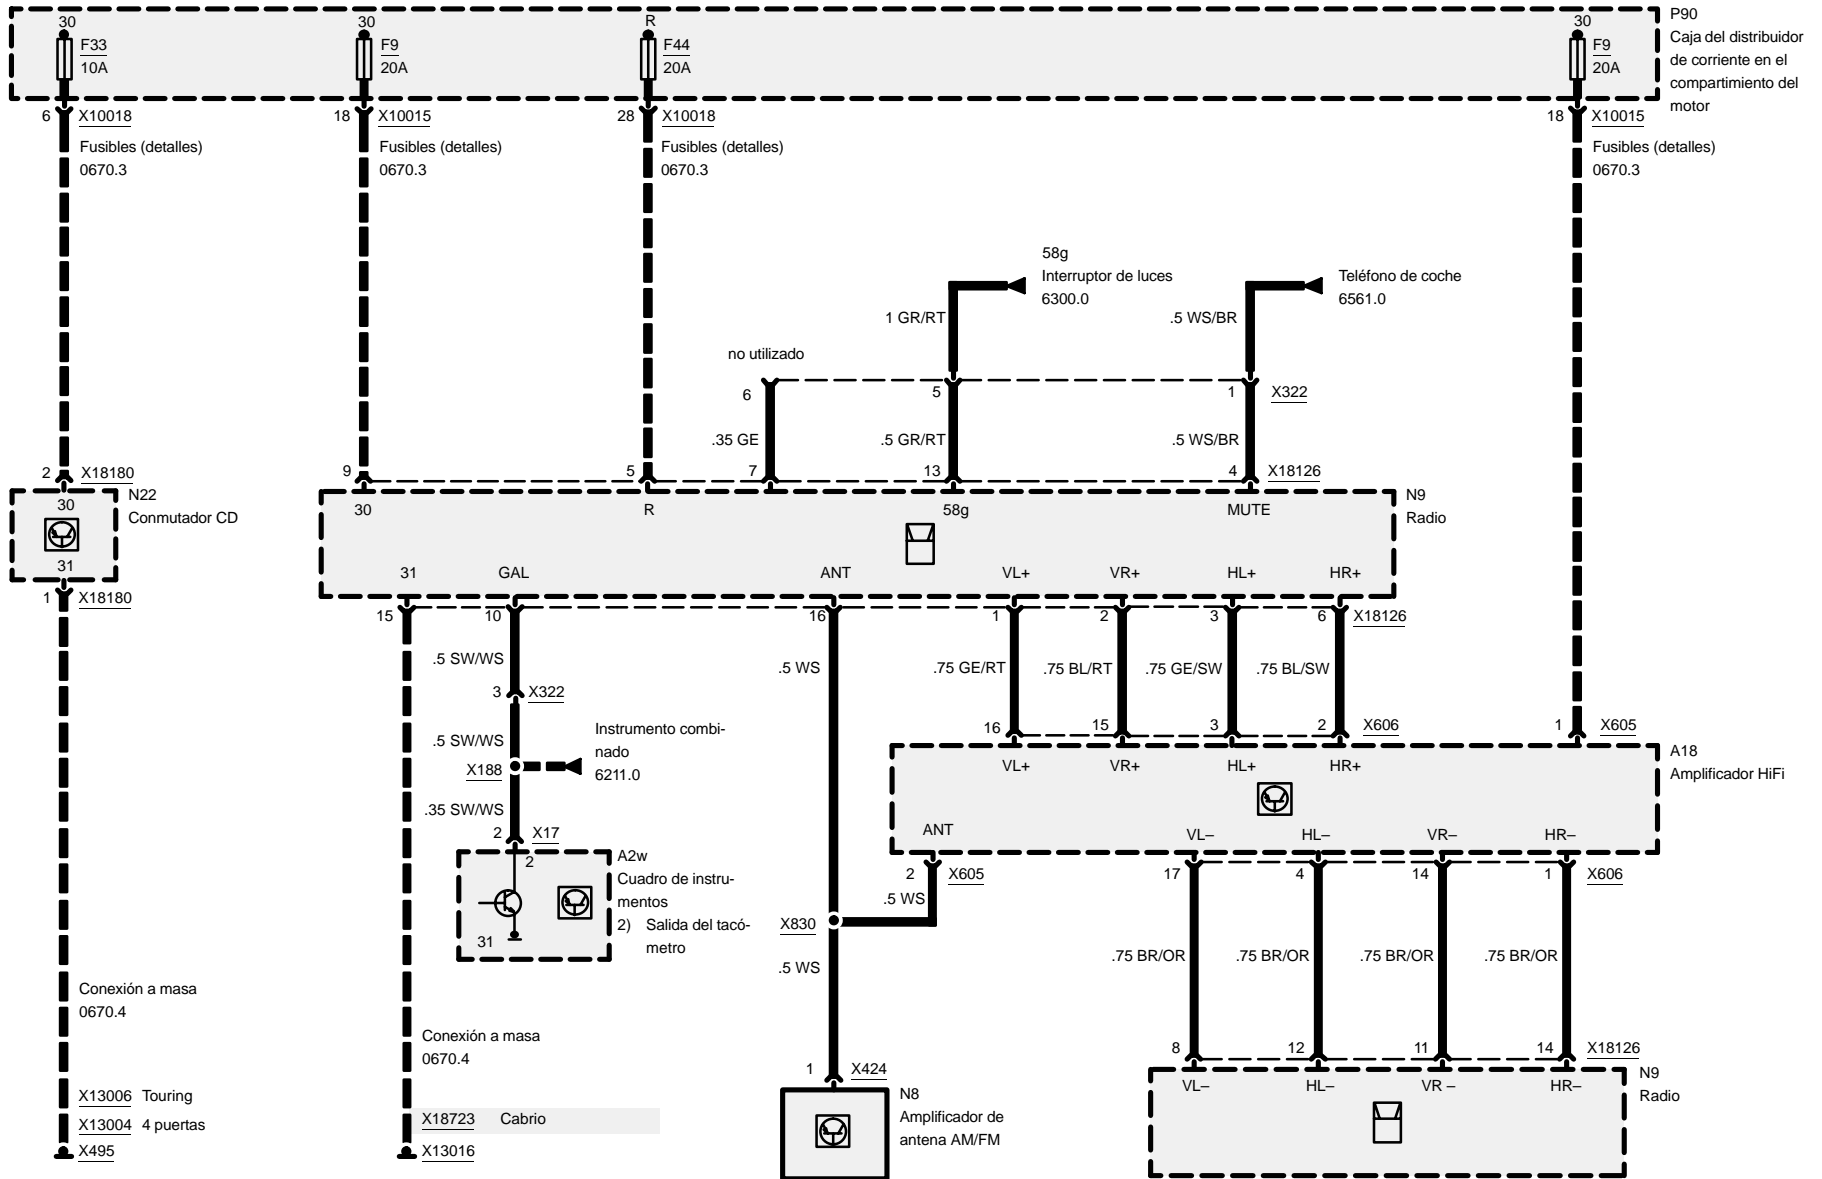 30
30
R
30
P90
Caja del distribuidor
de corriente en el
compartimiento del
motor
F33
10A
F9
20A
F44
20A
F9
20A
6
X10018
18
X10015
28
X10018
18
X10015
Fusibles (detalles)
0670.3
Fusibles (detalles)
0670.3
Fusibles (detalles)
0670.3
Fusibles (detalles)
0670.3
58g
Interruptor de luces
6300.0
Teléfono de coche
6561.0
1 GR/RT
.5 WS/BR
no utilizado
6
5
1
X322
.35 GE
.5 GR/RT
.5 WS/BR
2
X18180
9
5
7
13
4
X18126
N22
Conmutador CD
30
31
N9
Radio
30
R
58g
MUTE
31
GAL
ANT
VL+
VR+
HL+
HR+
1
X18180
15
10
16
1
2
3
6
X18126
.5 SW/WS
.5 WS
.75 GE/RT
.75 BL/RT
.75 GE/SW
.75 BL/SW
3
X322
.5 SW/WS
Instrumento combi-
nado
6211.0
X188
.35 SW/WS
16
15
3
2
X606
1
X605
A18
Amplificador HiFi
VL+
VR+
HL+
HR+
ANT
VL–
HL–
VR–
HR–
2
X17
2
31
A2w
Cuadro de instru-
mentos
2) Salida del tacó-
metro
2
X605
17
4
14
1
X606
.5 WS
X830
.5 WS
.75 BR/OR
.75 BR/OR
.75 BR/OR
.75 BR/OR
Conexión a masa
0670.4
Conexión a masa
0670.4
1
X424
8
12
11
14
X18126
N8
Amplificador de
antena AM/FM
N9
Radio
VL–
HL–
VR –
HR–
X13006 Touring
X13004 4 puertas
X495
X18723 Cabrio
X13016